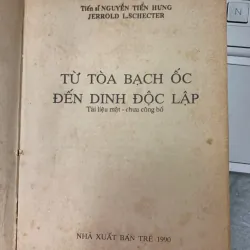 Tiến sĩ NGUYỄN TIẾN HƯNG
JERROLD L.SCHECTER
TỪ TÒA BẠCH ỐC
ĐẾN DINH ĐỘC LẬP
Tài liệu mật - chưa công bố
NHÀ XUẤT BẢN TRẺ 1990